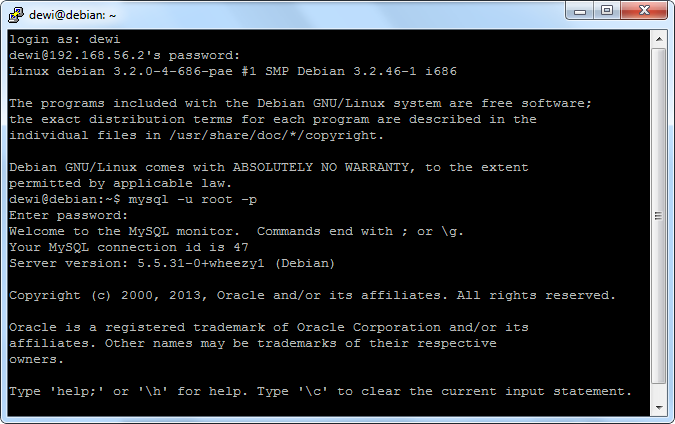 dewi@debian: ~
login as: dewi
dewi@192.168.56.2's password:
Linux debian 3.2.0-4-686-pae #1 SMP Debian 3.2.46-1 i686
The programs included with the Debian GNU/Linux system are free software;
the exact distribution terms for each program are described in the
individual files in /usr/share/doc/*/copyright.
Debian GNU/Linux comes with ABSOLUTELY NO WARRANTY, to the extent
permitted by applicable law.
dewi@debian:~$ mysql -u root -p
Enter password:
Welcome to the MySQL monitor.  Commands end with ; or \g.
Your MySQL connection id is 47
Server version: 5.5.31-0+wheezy1 (Debian)
Copyright (c) 2000, 2013, Oracle and/or its affiliates. All rights reserved.
Oracle is a registered trademark of Oracle Corporation and/or its
affiliates. Other names may be trademarks of their respective
owners.
Type 'help;' or '\h' for help. Type '\c' to clear the current input statement.